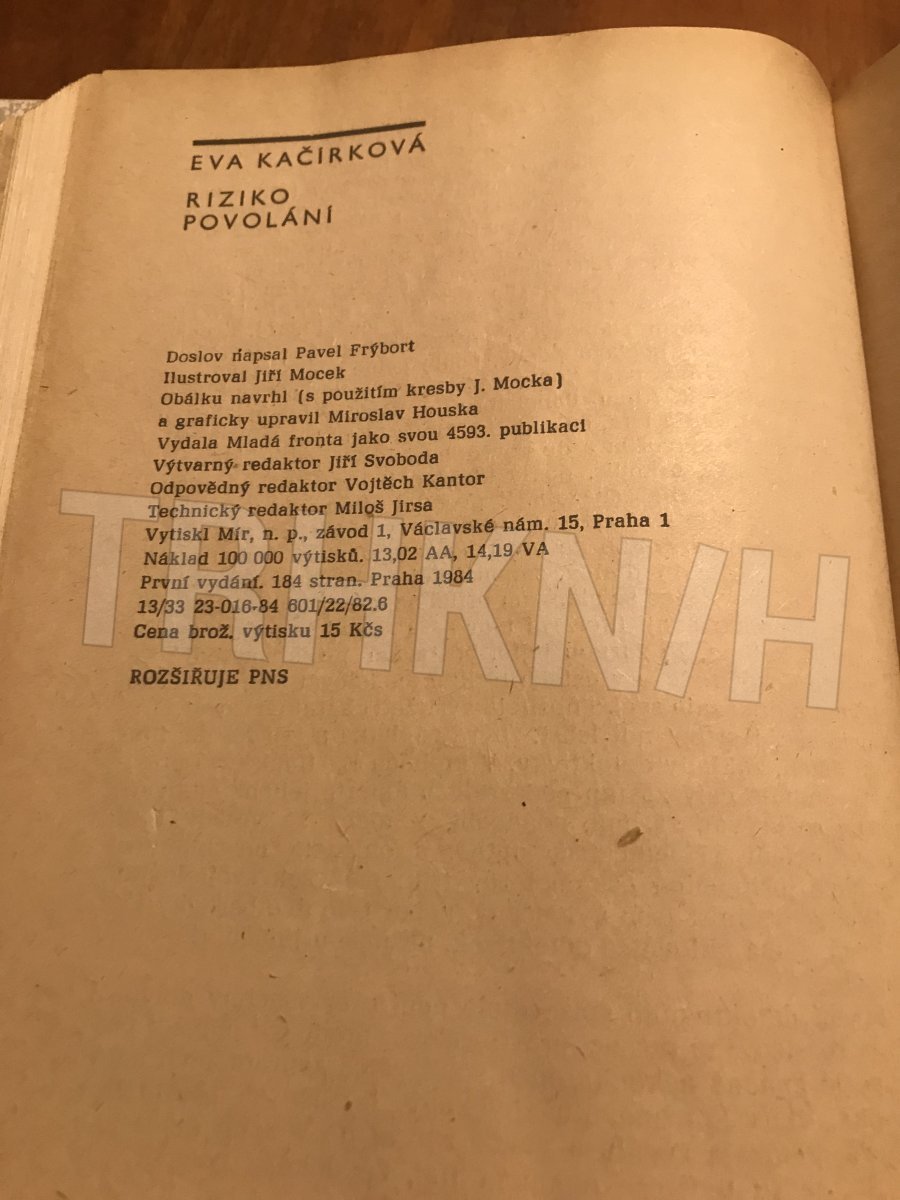 EVA KAČÍRKOVÁ
RIZIKO
POVOLÁNÍ
Doslov napsal Pavel Frýbort
Ilustroval Jiří Mocek
Obálku navrhl (s použitím kresby J. Mocka)
a graficky upravil Miroslav Houska
Vydala Mladá fronta jako svou 4593. publikaci
Výtvarný redaktor Jiří Svoboda
Odpovědný redaktor Vojtěch Kantor
Technický redaktor Miloš Jirsa
Vytiskl Mír, n. p., závod 1, Václavské nám. 15, Praha 1
Náklad 100 000 výtisků. 13,02 AA, 14,19 VA
První vydání. 184 stran. Praha 1984
13/33 23-016-84 601/22/82.6
Cena brož. výtisku 15 Kčs
ROZŠIŘUJE PNS
TRHKN/H